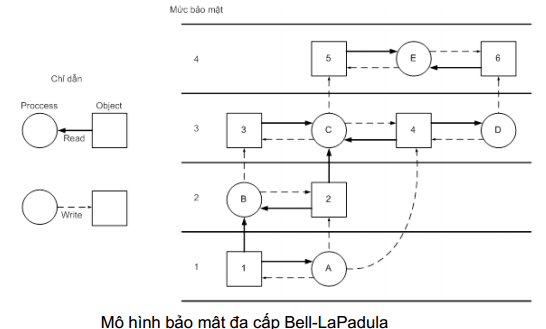 Mức bảo mật
4
5
E
6
Chỉ dẫn
Proccess
Object
Read
3
3
C
4
D
Write
2
B
2
1
1
A
Mô hình bảo mât đa cấp Bell-LaPadula